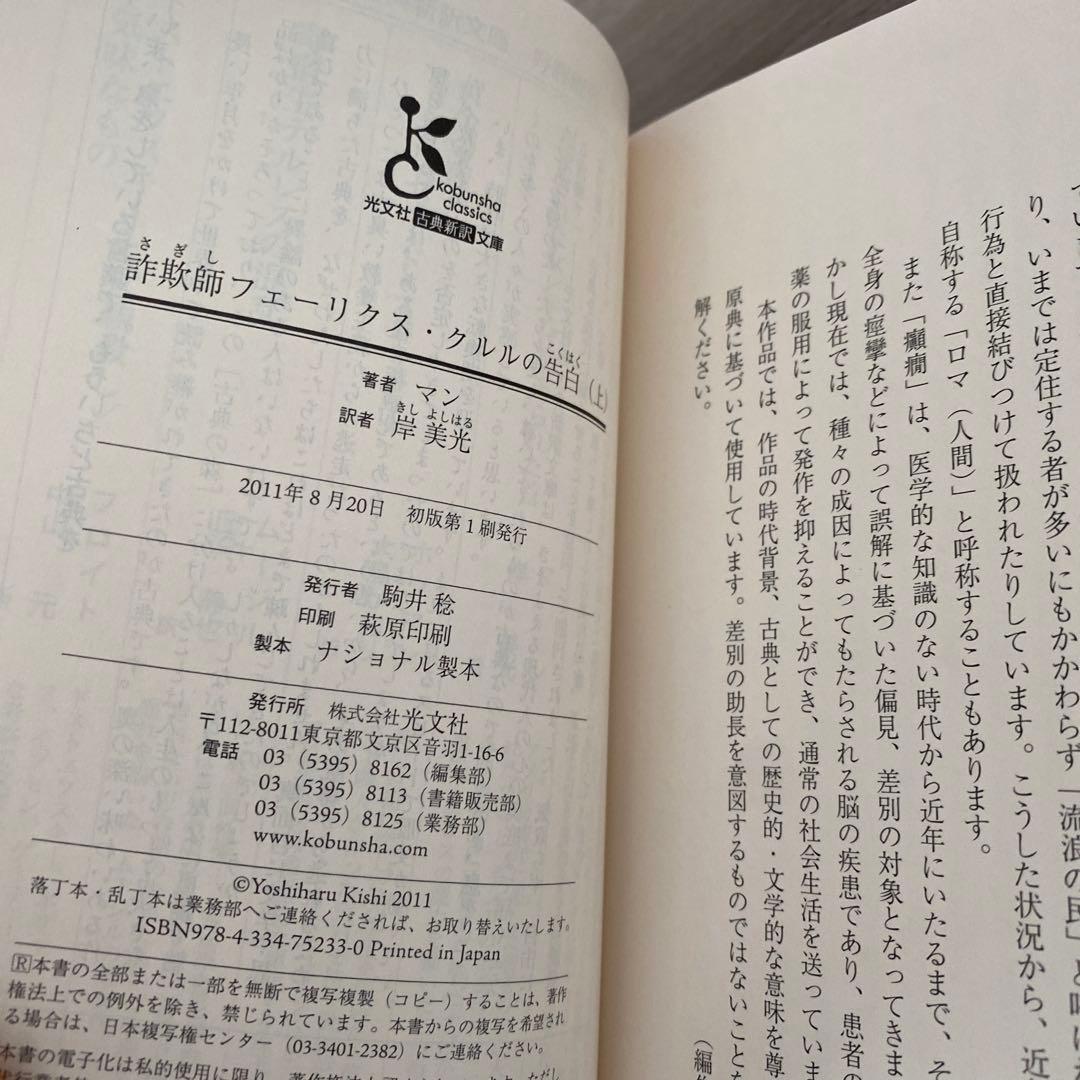 kobunsha
classics
光文社 古典新訳 文庫
さぎし
詐欺師フェーリクス・クルルの告白（上）
こくはく
著者 マン
きし よしはる
訳者 岸 美光
2011年8月20日 初版第1刷発行
発行者 駒井 稔
印刷 萩原印刷
製本 ナショナル製本
発行所 株式会社光文社
〒112-8011東京都文京区音羽1-16-6
電話 03（5395）8162（編集部）
03（5395）8113（書籍販売部）
03（5395）8125（業務部）
www.kobunsha.com
©Yoshiharu Kishi 2011
落丁本・乱丁本は業務部へご連絡くだされば、お取り替えいたします。
ISBN978-4-334-75233-0 Printed in Japan
Ⓡ本書の全部または一部を無断で複写複製（コピー）することは、著作
権法上での例外を除き、禁じられています。本書からの複写を希望され
る場合は、日本複写権センター（03-3401-2382）にご連絡ください。
本書の電子化は私的使用に限り、著作権法上認められています。ただし
り、いまでは定住する者が多いにもかかわらず「流浪の民」と
行為と直接結びつけて扱われたりしています。こうした状況から、近
自称する「ロマ（人間）」と呼称することもあります。
また「癲癇」は、医学的な知識のない時代から近年にいたるまで、そ
全身の痙攣などによって誤解に基づいた偏見、差別の対象となってきま
かし現在では、種々の成因によってもたらされる脳の疾患であり、患者の
薬の服用によって発作を抑えることができ、通常の社会生活を送っていま
本作品では、作品の時代背景、古典としての歴史的・文学的な意味を尊
原典に基づいて使用しています。差別の助長を意図するものではないことを
解ください。
（編